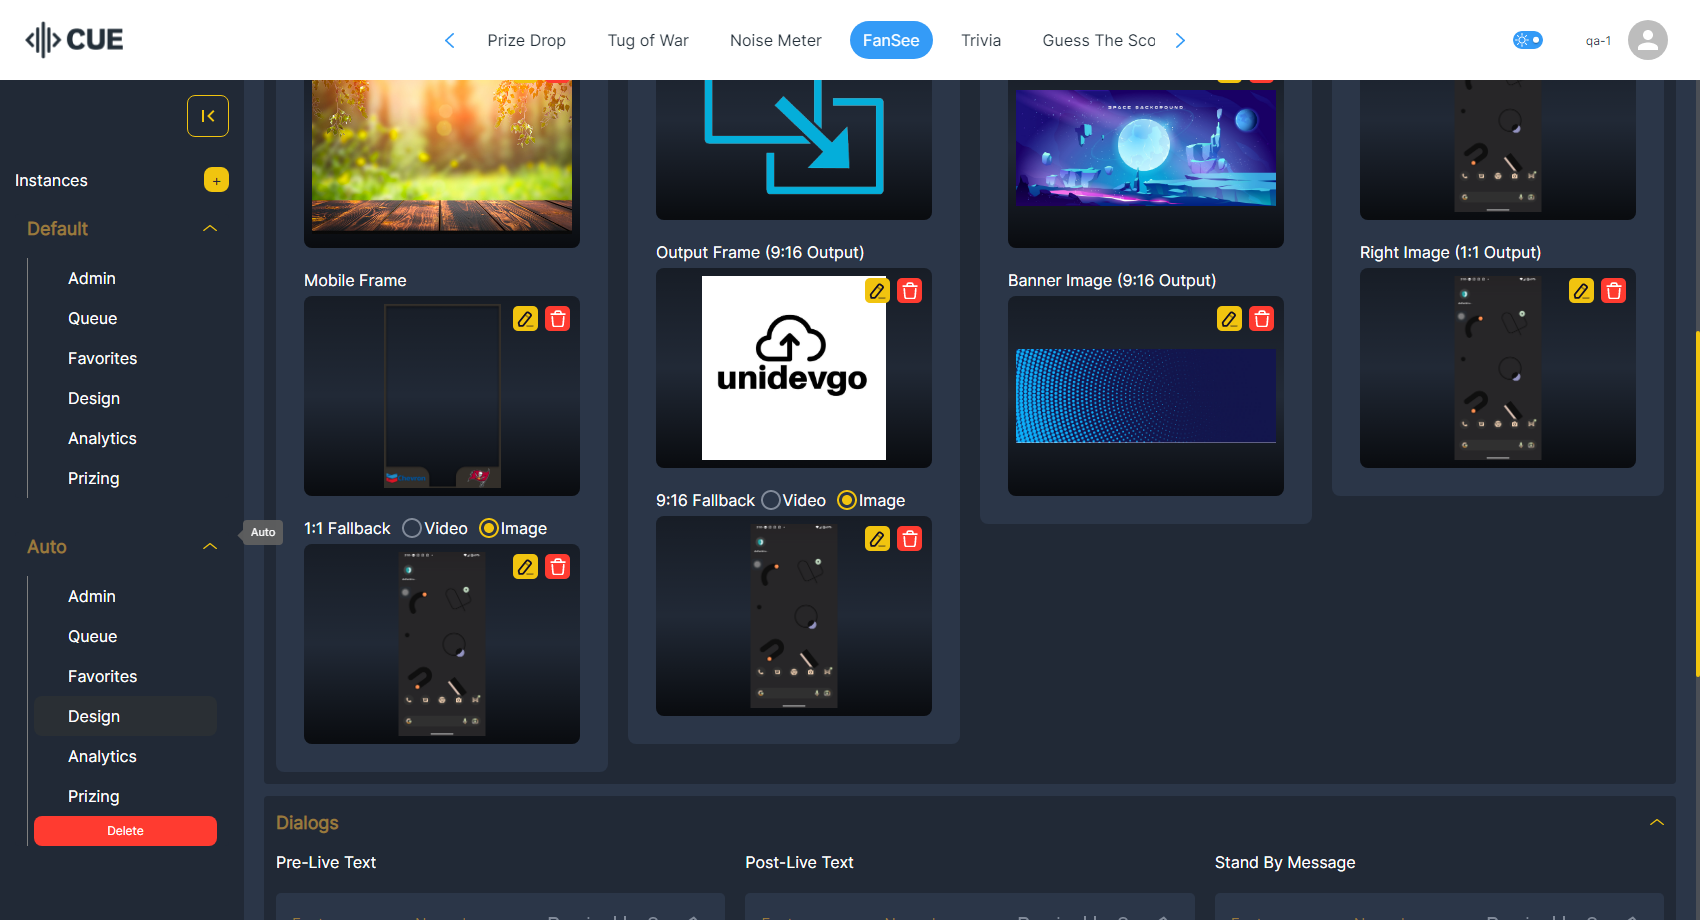 CUE
Prize Drop
Tug of War
Noise Meter
FanSee
Trivia
Guess The Sco
qa-1
Instances
+
Default
Admin
Queue
Favorites
Design
Analytics
Prizing
Auto
Auto
Admin
Queue
Favorites
Design
Analytics
Prizing
Delete
SPACE BACKGROUND
Mobile Frame
Output Frame (9:16 Output)
unidevgo
Banner Image (9:16 Output)
Right Image (1:1 Output)
1:1 Fallback Video Image
9:16 Fallback Video Image
Dialogs
Pre-Live Text
Post-Live Text
Stand By Message